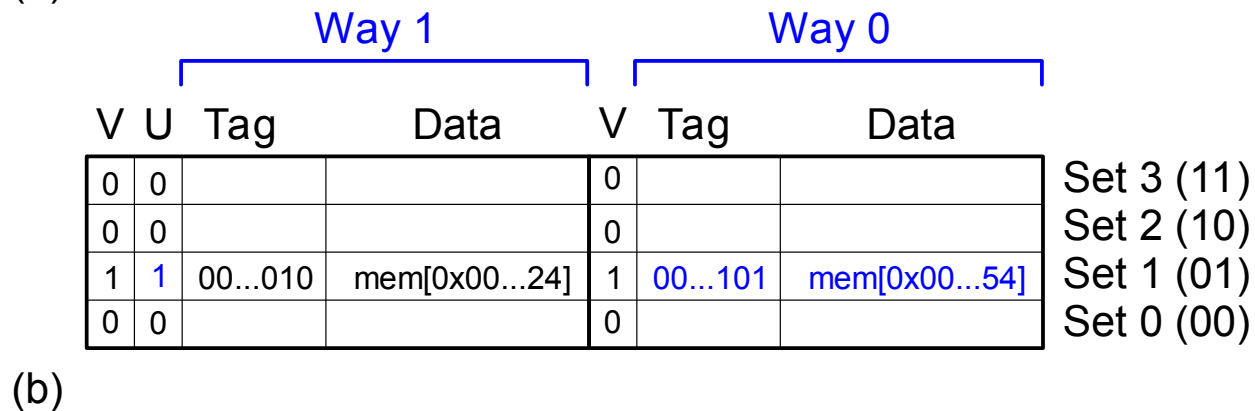 Way 1 Way 0
V U Tag Data V Tag Data
0 0 0 Set 3 (11)
0 0 0 Set 2 (10)
1 1 00...010 mem[0x00...24] 1 00...101 mem[0x00...54] Set 1 (01)
0 0 0 Set 0 (00)
(b)